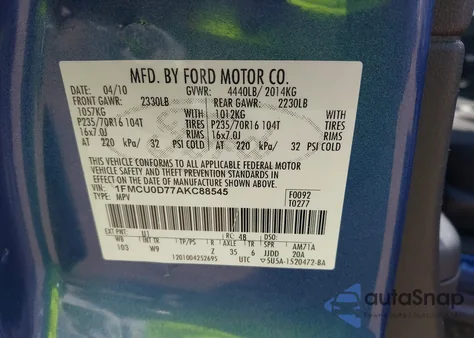 MFD. BY FORD MOTOR CO.
DATE: 04/10 GVWR: 4440LB/ 2014KG
FRONT GAWR: 2330LB REAR GAWR: 2230LB
1057KG 1012KG
P235/70R16 104T TIRES P235/70R16 104T TIRES
16x7.0J RIMS 16x7.0J RIMS
AT 220 kPa/ 32 PSI COLD AT 220 kPa/ 32 PSI COLD
THIS VEHICLE CONFORMS TO ALL APPLICABLE FEDERAL MOTOR
VEHICLE SAFETY AND THEFT PREVENTION STANDARDS IN EFFECT
ON THE DATE OF MANUFACTURE SHOWN ABOVE.
VIN: 1FMCU0D77AKC88545 F0092
TYPE: MPV T0277
EXT PNT: U1 RC: 48 DSO:
WB INT TR TP/PS R AXLE TR SPR AM71A
103 W9 Z 35 6 JJDD 20A
1201004252695 UTC 5U5A-1520472-BA
autoSnap